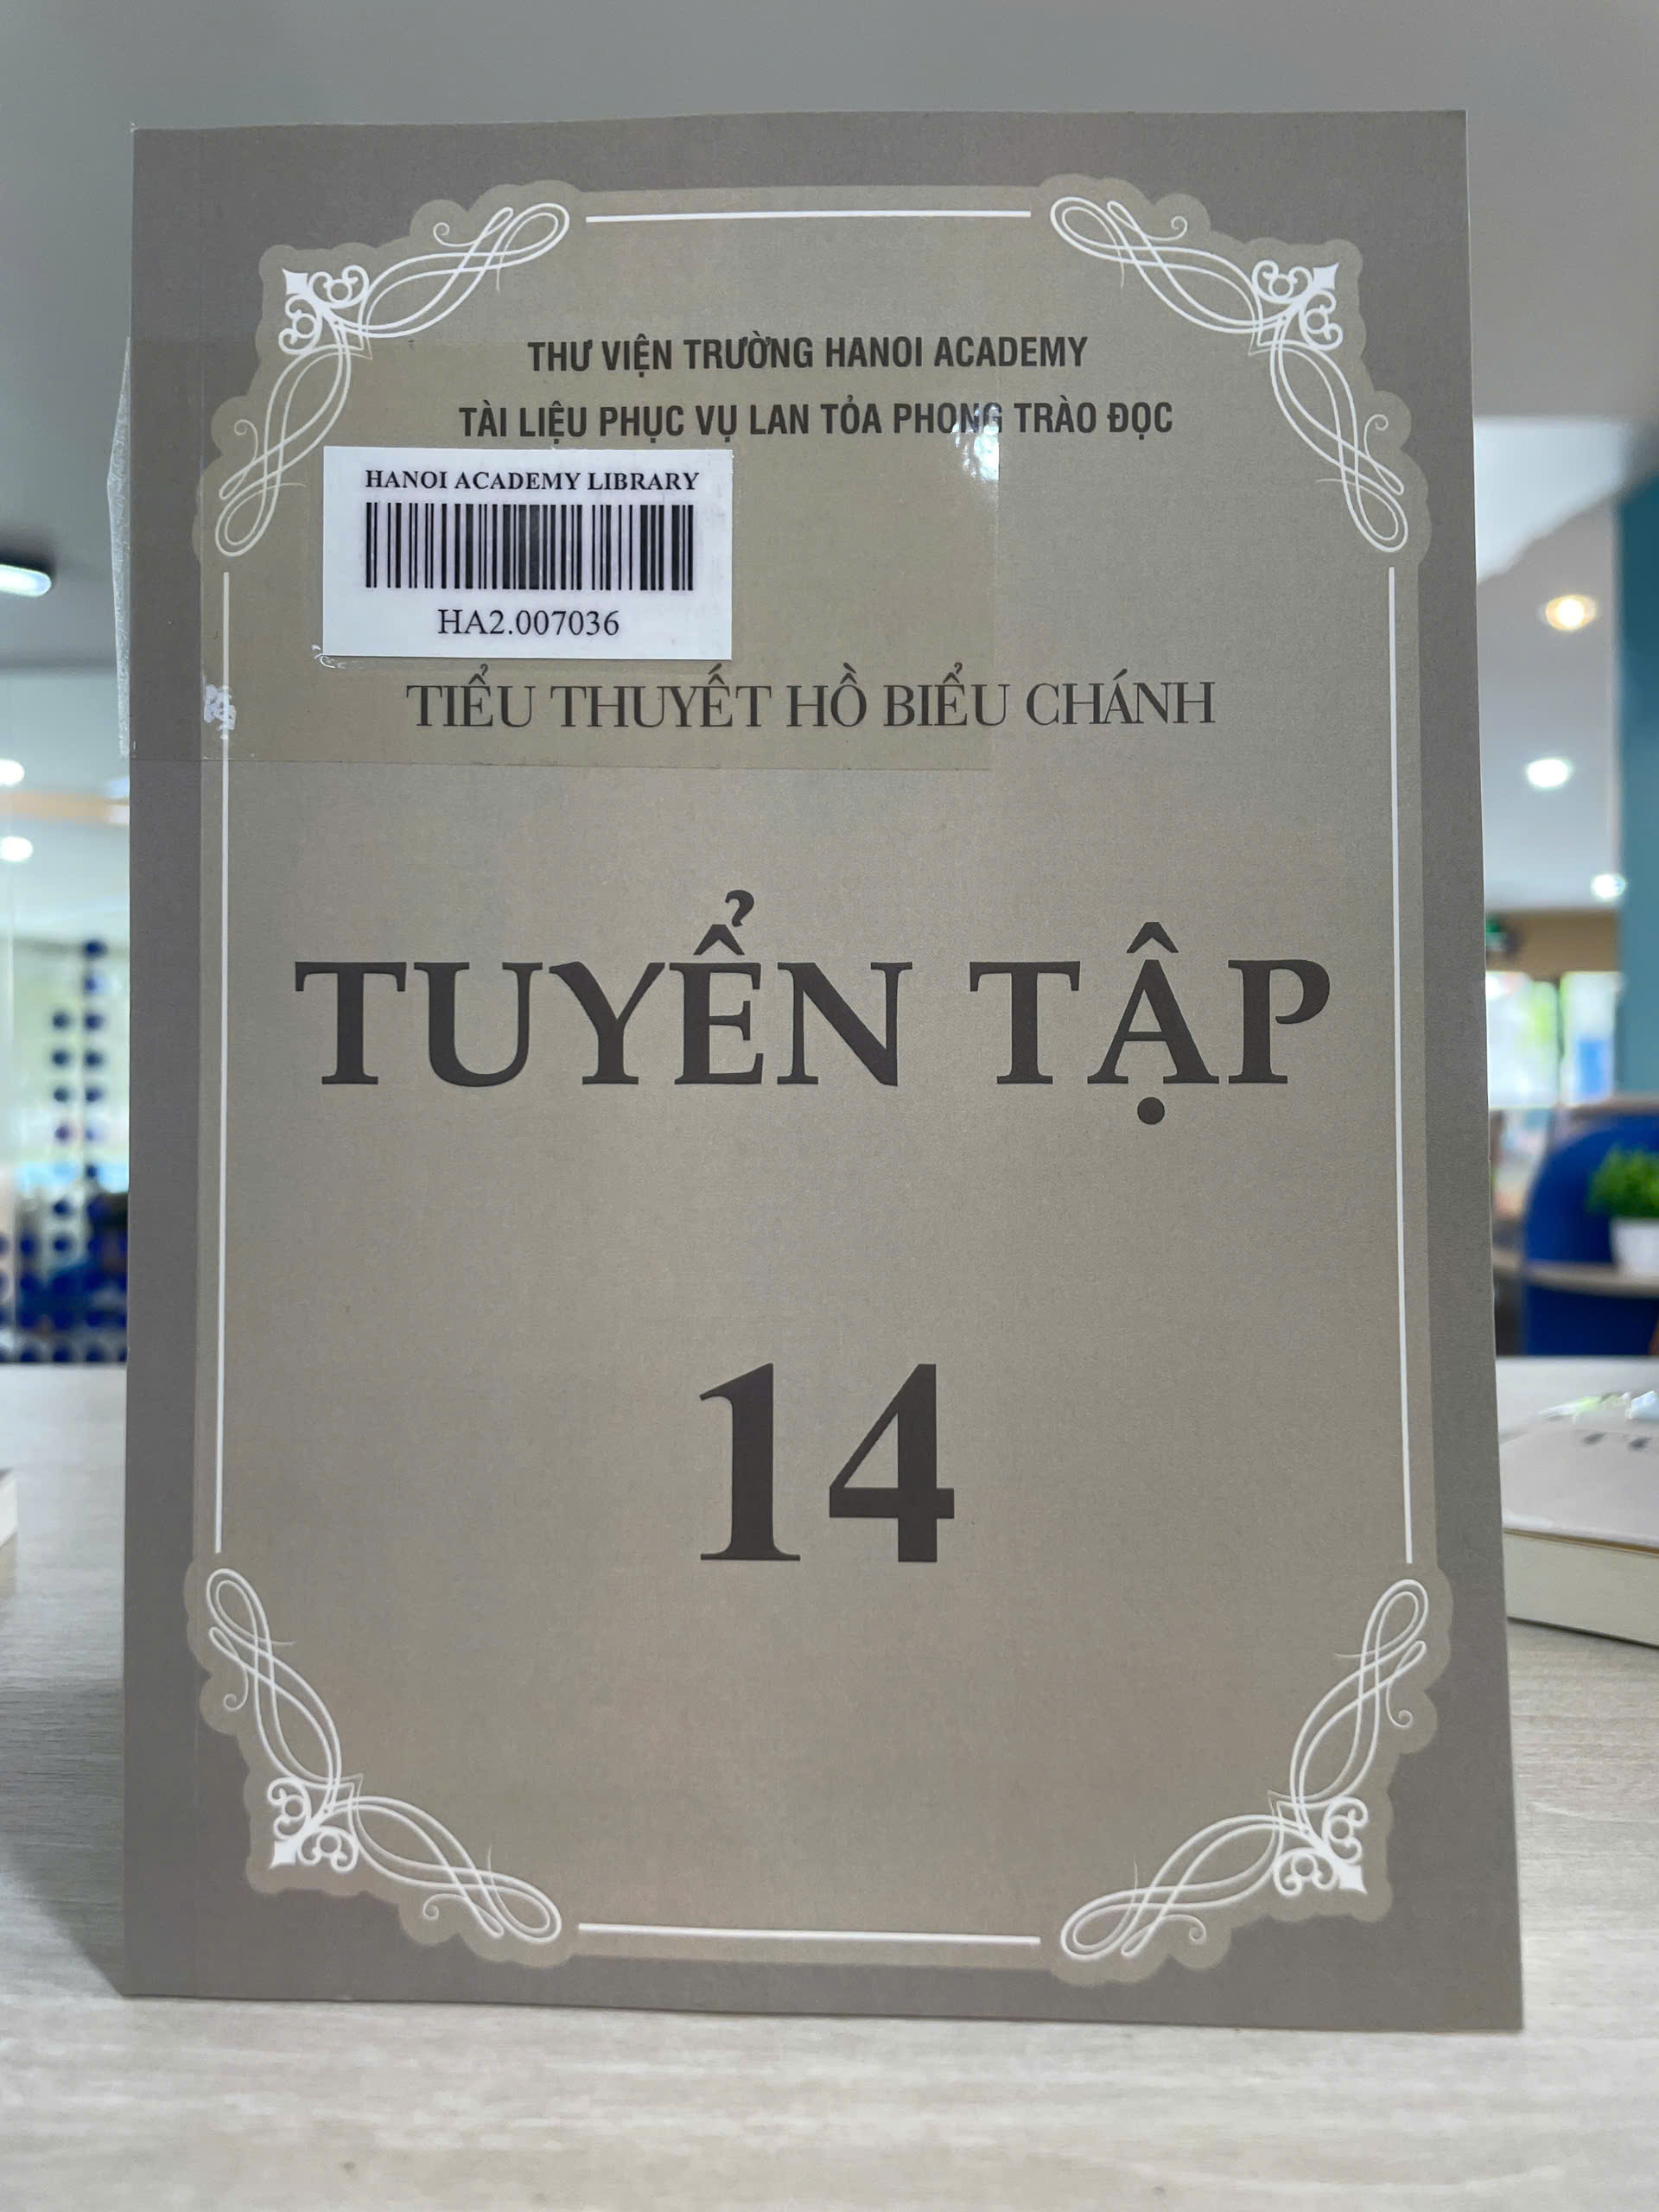 THƯ VIỆN TRƯỜNG HANOI ACADEMY
TÀI LIỆU PHỤC VỤ LAN TỎA PHONG TRÀO ĐỌC
HANOI ACADEMY LIBRARY
HA2.007036
TIỂU THUYẾT HỒ BIỂU CHÁNH
TUYỂN TẬP
14